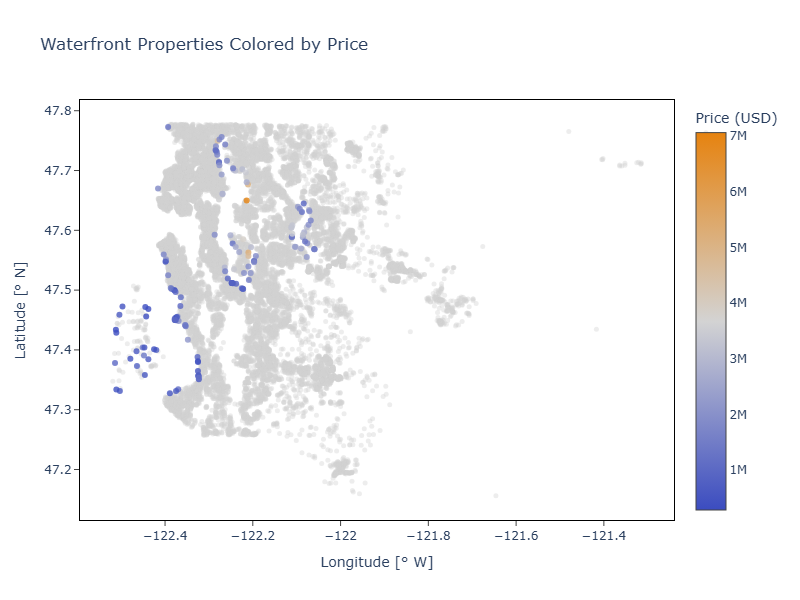 Waterfront Properties Colored by Price
Price (USD)
7M
6M
5M
4M
3M
2M
1M
47.8
47.7
47.6
47.5
47.4
47.3
47.2
Latitude [° N]
−122.4
−122.2
−122
−121.8
−121.6
−121.4
Longitude [° W]